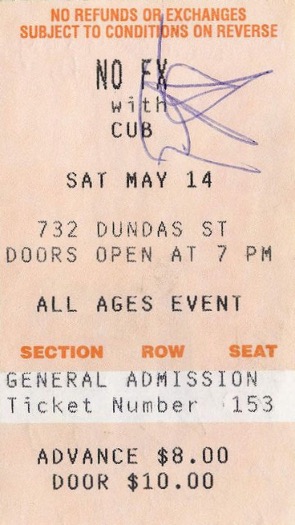 NO REFUNDS OR EXCHANGES
SUBJECT TO CONDITIONS ON REVERSE
NO FX
with
CUB
SAT MAY 14
732 DUNDAS ST
DOORS OPEN AT 7 PM
ALL AGES EVENT
SECTION ROW SEAT
GENERAL ADMISSION
Ticket Number 153
ADVANCE $8.00
DOOR $10.00